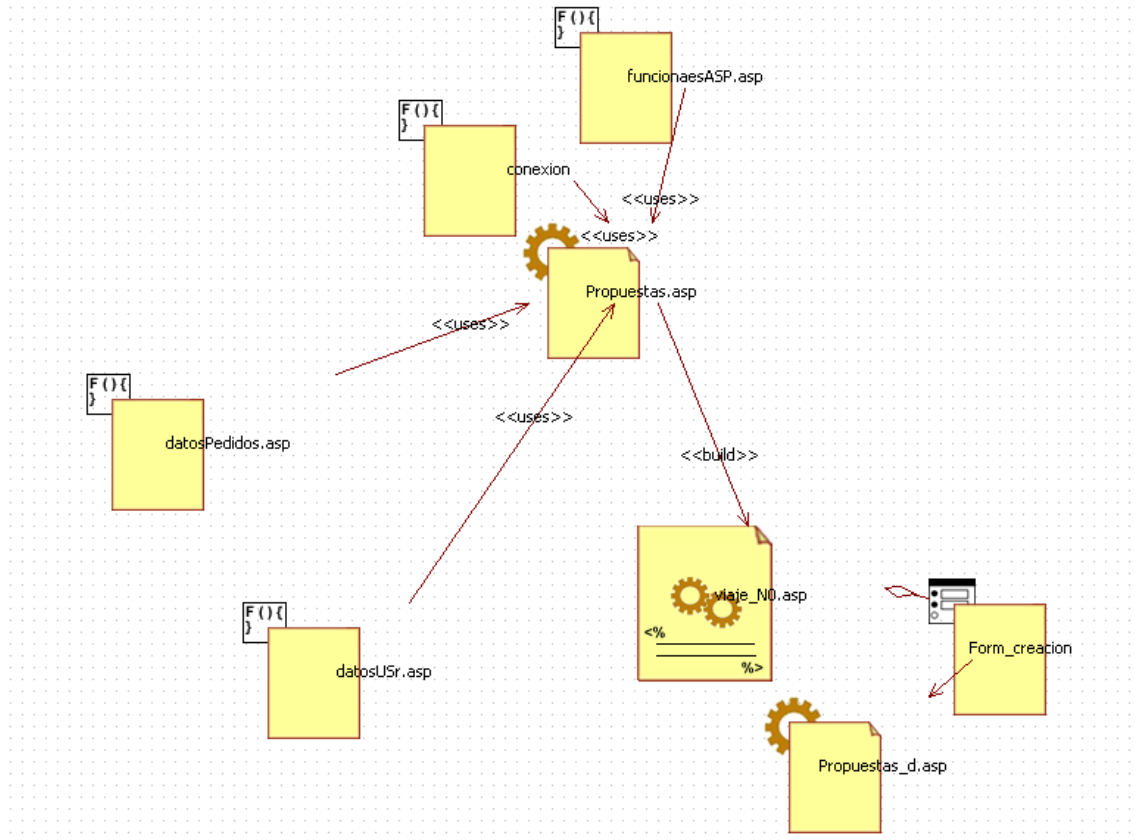 F(){
}
funcionaesASP.asp
F(){
}
conexion
<<uses>>
<<uses>>
Propuestas.asp
<<uses>>
F(){
}
datosPedidos.asp
<<uses>>
<<build>>
viaje_N0.asp
<%
%>
Form_creacion
F(){
}
datosUSr.asp
Propuestas_d.asp